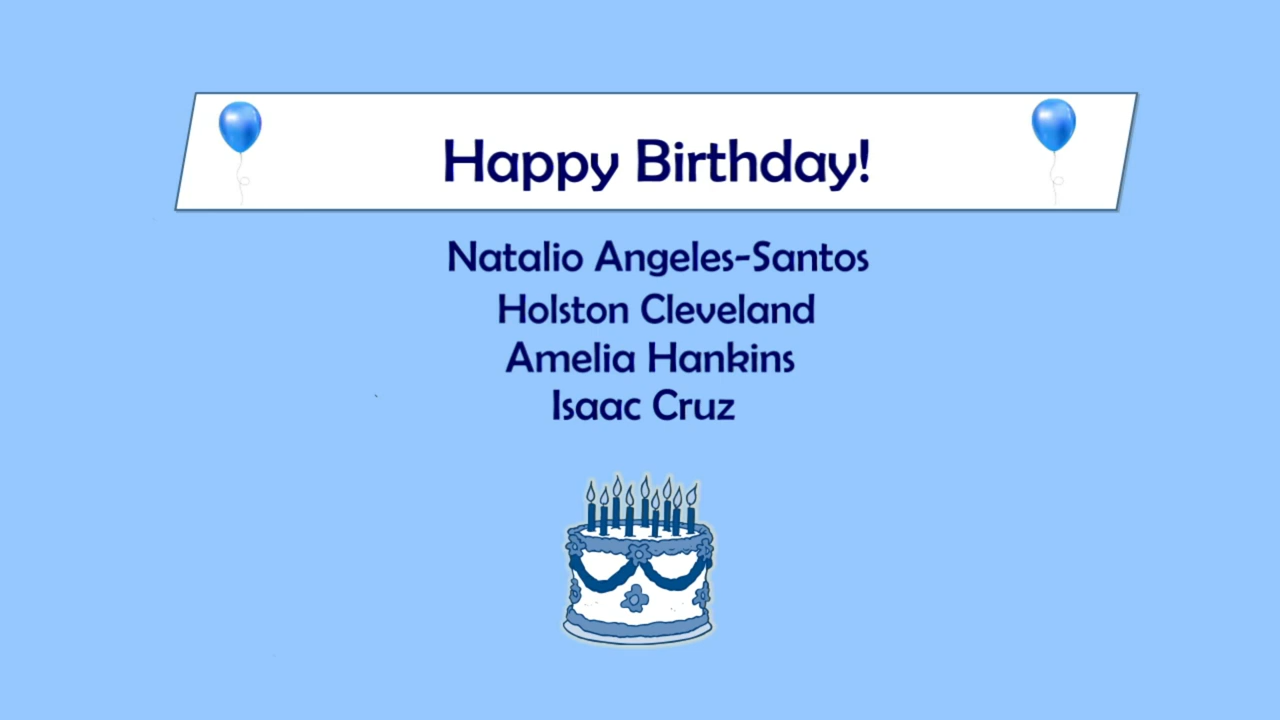 Happy Birthday!
Natalio Angeles-Santos
Holston Cleveland
Amelia Hankins
Isaac Cruz